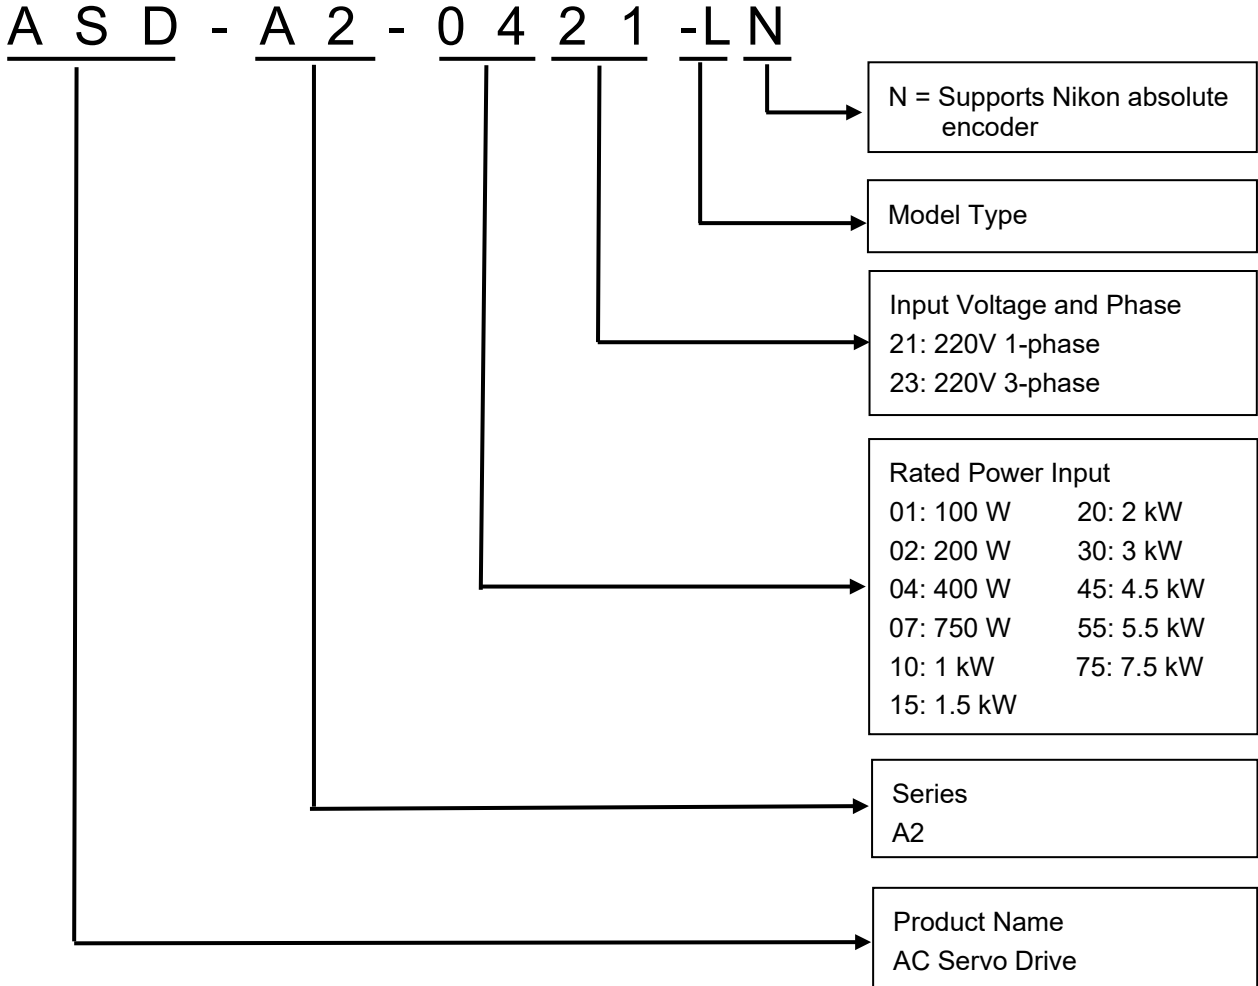 A S D - A 2 - 0 4 2 1 -L N
N = Supports Nikon absolute
encoder
Model Type
Input Voltage and Phase
21: 220V 1-phase
23: 220V 3-phase
Rated Power Input
01: 100 W 20: 2 kW
02: 200 W 30: 3 kW
04: 400 W 45: 4.5 kW
07: 750 W 55: 5.5 kW
10: 1 kW 75: 7.5 kW
15: 1.5 kW
Series
A2
Product Name
AC Servo Drive